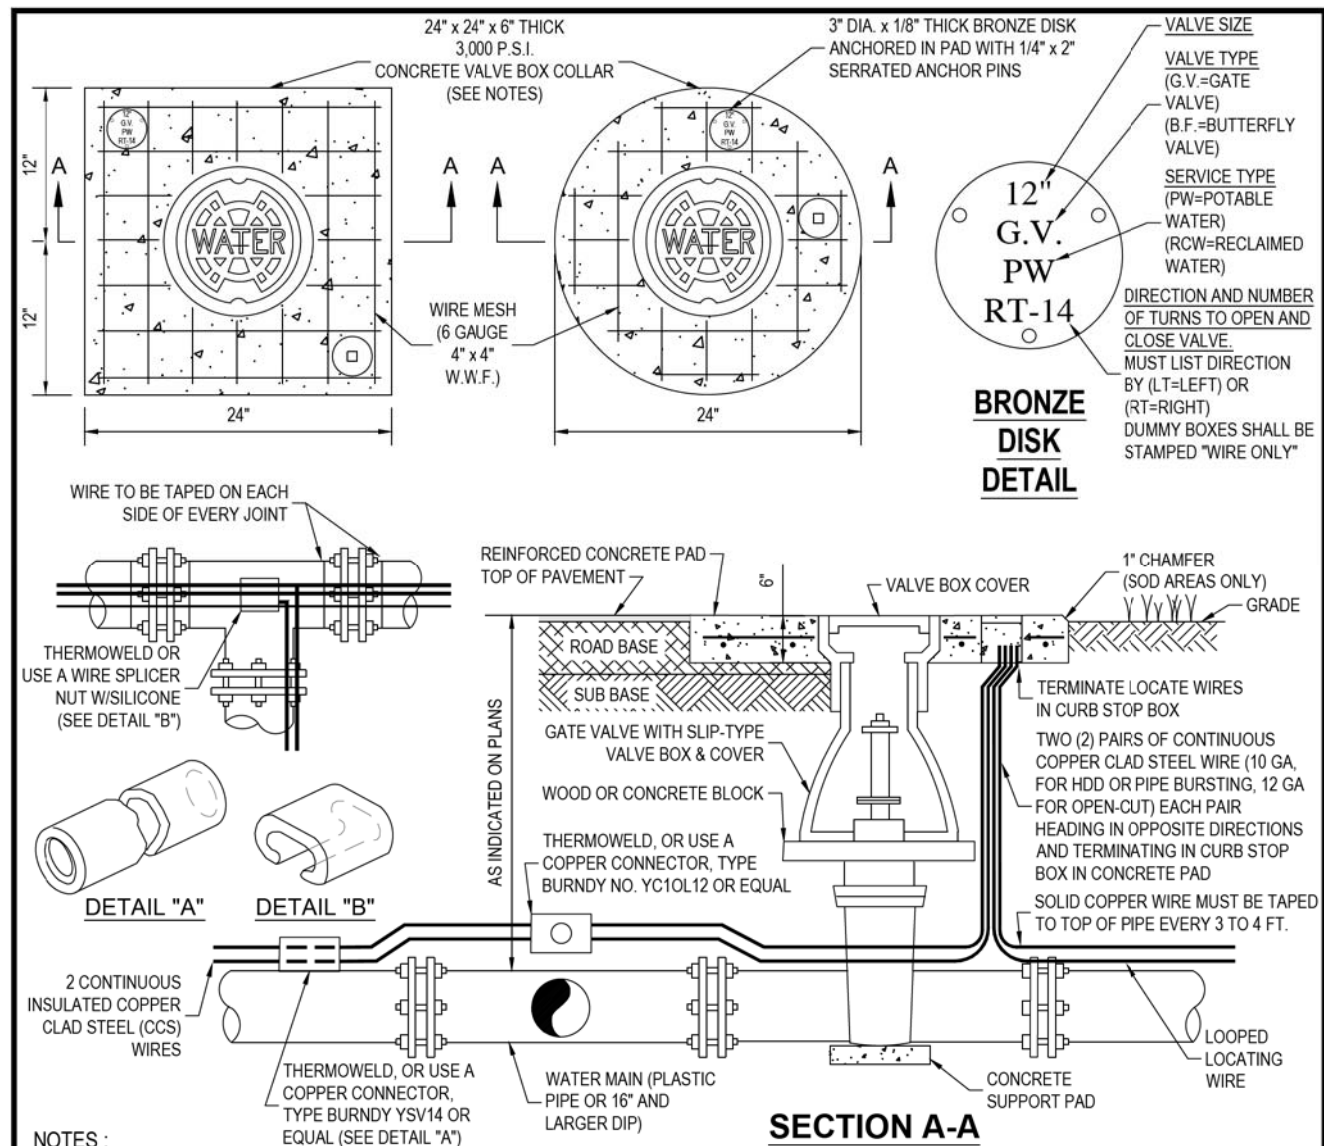 24" x 24" x 6" THICK
3,000 P.S.I.
CONCRETE VALVE BOX COLLAR
(SEE NOTES)
3" DIA. x 1/8" THICK BRONZE DISK
ANCHORED IN PAD WITH 1/4" x 2"
SERRATED ANCHOR PINS
VALVE SIZE
VALVE TYPE
(G.V.=GATE
VALVE)
(B.F.=BUTTERFLY
VALVE)
SERVICE TYPE
(PW=POTABLE
WATER)
(RCW=RECLAIMED
WATER)
DIRECTION AND NUMBER
OF TURNS TO OPEN AND
CLOSE VALVE.
MUST LIST DIRECTION
BY (LT=LEFT) OR
(RT=RIGHT)
DUMMY BOXES SHALL BE
STAMPED "WIRE ONLY"
12"
G.V.
PW
RT-14
12"
G.V.
PW
RT-14
12"
G.V.
PW
RT-14
12"
12"
A
A
A
A
WATER
WATER
WIRE MESH
(6 GAUGE
4" x 4"
W.W.F.)
24"
24"
BRONZE
DISK
DETAIL
WIRE TO BE TAPED ON EACH
SIDE OF EVERY JOINT
THERMOWELD OR
USE A WIRE SPLICER
NUT W/SILICONE
(SEE DETAIL "B")
DETAIL "A"
DETAIL "B"
REINFORCED CONCRETE PAD
TOP OF PAVEMENT
6"
VALVE BOX COVER
1" CHAMFER
(SOD AREAS ONLY)
GRADE
ROAD BASE
SUB BASE
AS INDICATED ON PLANS
GATE VALVE WITH SLIP-TYPE
VALVE BOX & COVER
WOOD OR CONCRETE BLOCK
THERMOWELD, OR USE A
COPPER CONNECTOR, TYPE
BURNDY NO. YC1OL12 OR EQUAL
TERMINATE LOCATE WIRES
IN CURB STOP BOX
TWO (2) PAIRS OF CONTINUOUS
COPPER CLAD STEEL WIRE (10 GA,
FOR HDD OR PIPE BURSTING, 12 GA
FOR OPEN-CUT) EACH PAIR
HEADING IN OPPOSITE DIRECTIONS
AND TERMINATING IN CURB STOP
BOX IN CONCRETE PAD
SOLID COPPER WIRE MUST BE TAPED
TO TOP OF PIPE EVERY 3 TO 4 FT.
2 CONTINUOUS
INSULATED COPPER
CLAD STEEL (CCS)
WIRES
THERMOWELD, OR USE A
COPPER CONNECTOR,
TYPE BURNDY YSV14 OR
EQUAL (SEE DETAIL "A")
WATER MAIN (PLASTIC
PIPE OR 16" AND
LARGER DIP)
CONCRETE
SUPPORT PAD
LOOPED
LOCATING
WIRE
SECTION A-A
NOTES :